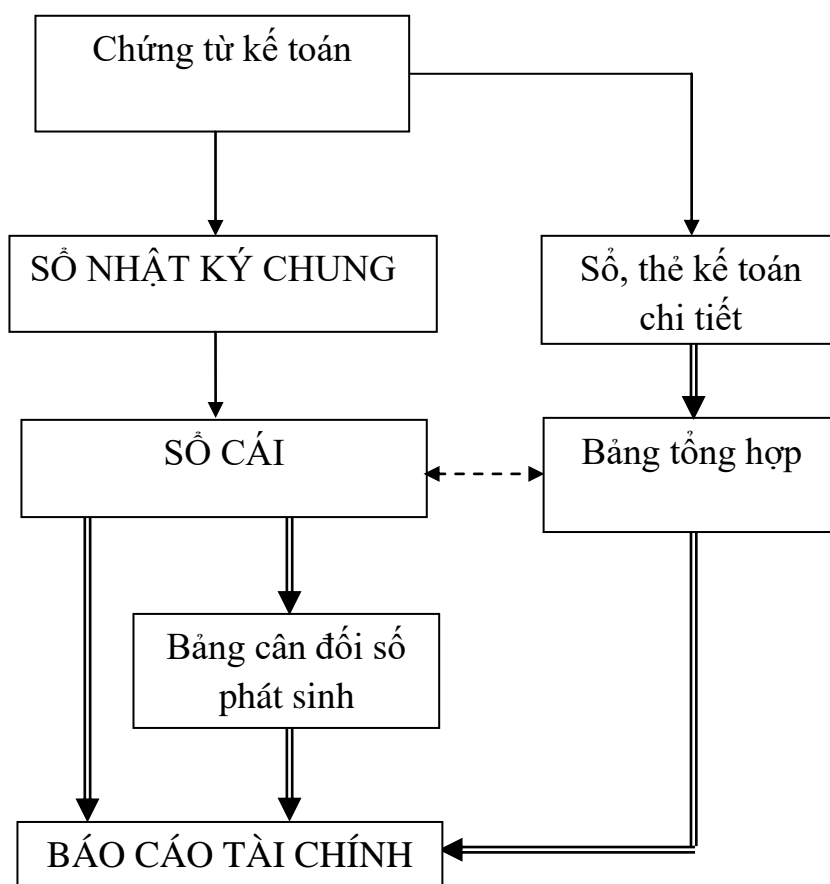 Chứng từ kế toán
SỔ NHẬT KÝ CHUNG
Sổ, thẻ kế toán
chi tiết
SỔ CÁI
Bảng tổng hợp
Bảng cân đối số
phát sinh
BÁO CÁO TÀI CHÍNH